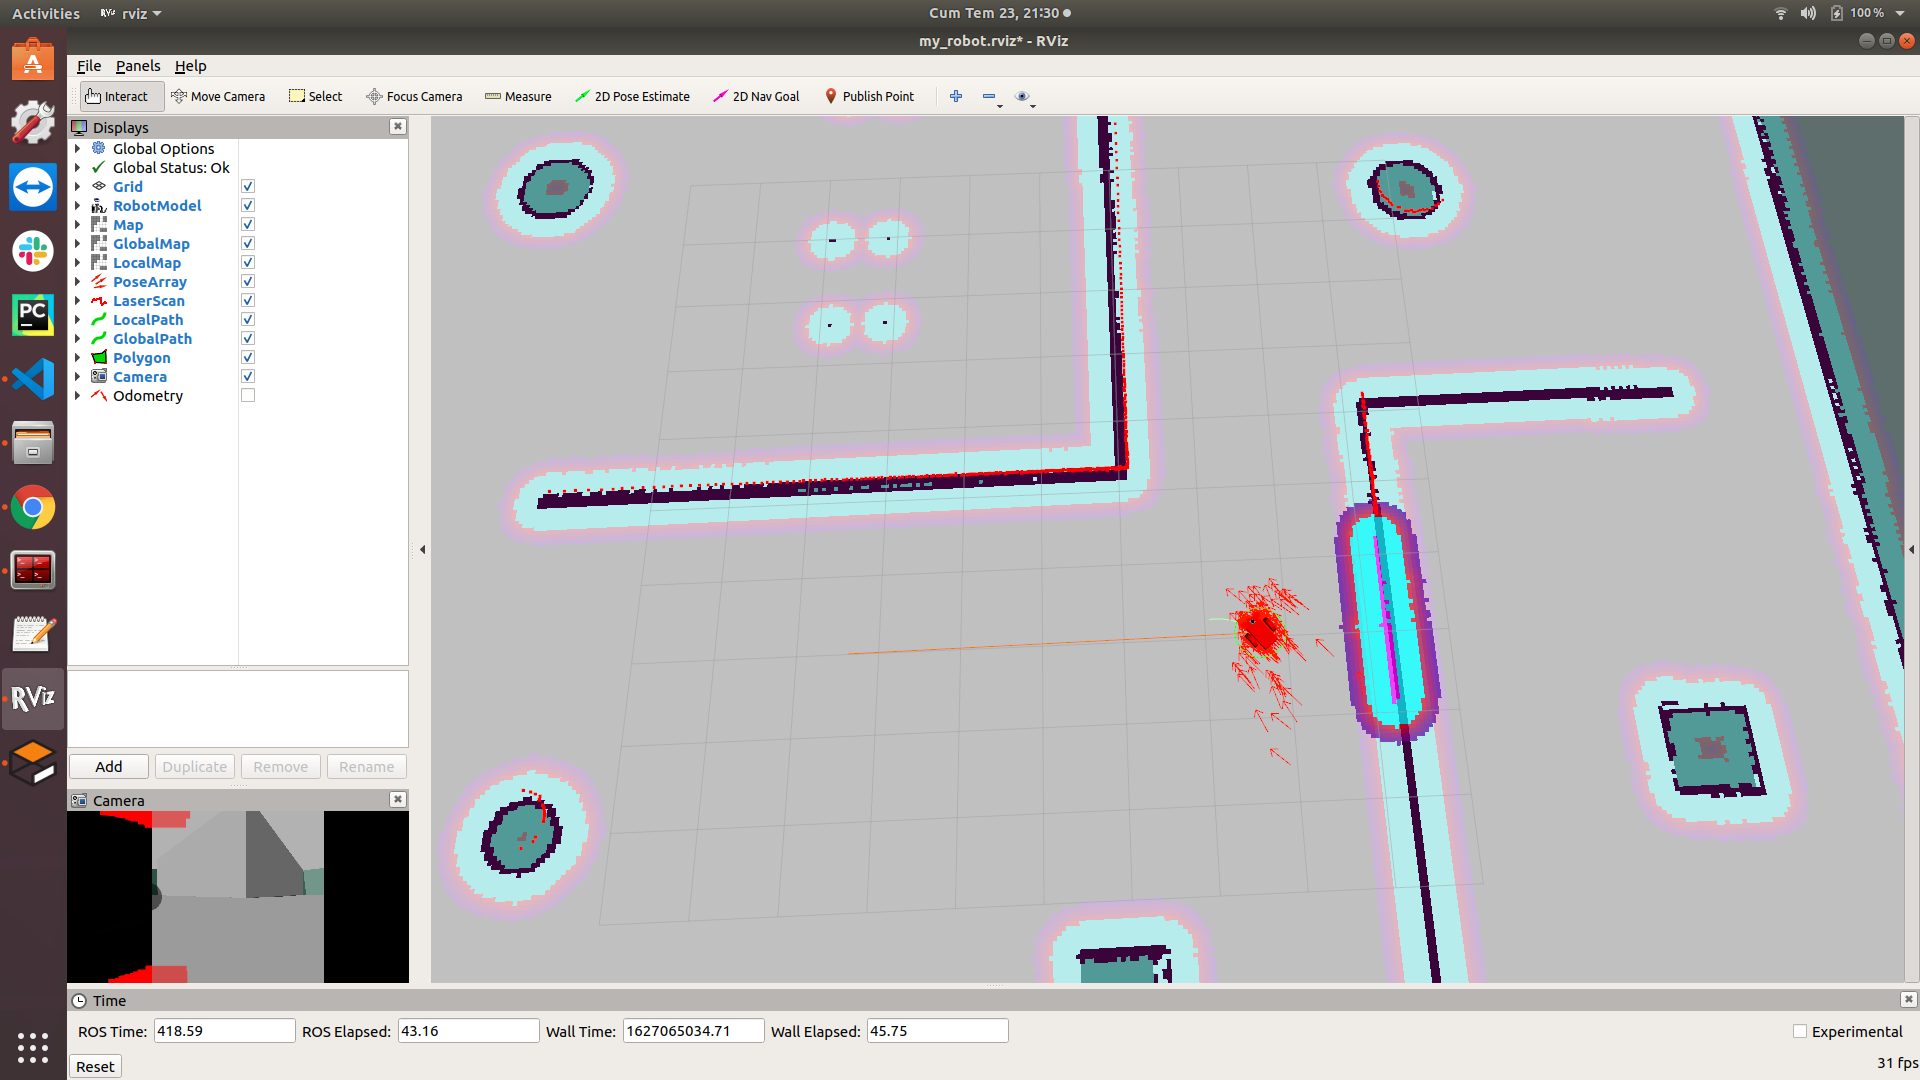 Activities
RViz rviz
Cum Tem 23, 21:30
100 %
my_robot.rviz* - RViz
File Panels Help
Interact Move Camera Select Focus Camera Measure 2D Pose Estimate 2D Nav Goal Publish Point
Displays
Global Options
Global Status: Ok
Grid
RobotModel
Map
GlobalMap
LocalMap
PoseArray
LaserScan
LocalPath
GlobalPath
Polygon
Camera
Odometry
PC
RViz
Add Duplicate Remove Rename
Camera
Time
ROS Time: 418.59 ROS Elapsed: 43.16 Wall Time: 1627065034.71 Wall Elapsed: 45.75 Experimental
Reset 31 fps